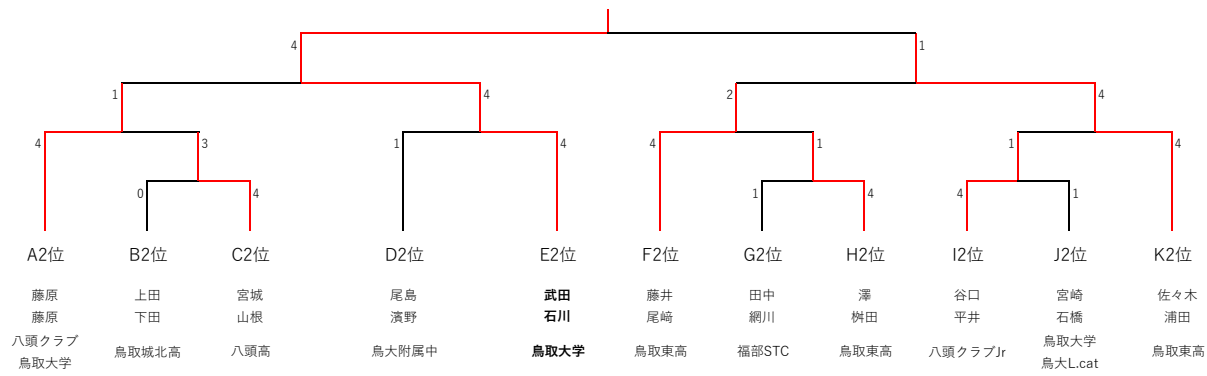 4 1
1 4 2 4
4 3 1 4 4 1 1 4
0 4 1 4 4 1
A2位 B2位 C2位 D2位 E2位 F2位 G2位 H2位 I2位 J2位 K2位
藤原 上田 宮城 尾島 武田 藤井 田中 澤 谷口 宮崎 佐々木
藤原 下田 山根 濱野 石川 尾﨑 網川 桝田 平井 石橋 浦田
八頭クラブ 鳥取大学
鳥取城北高 八頭高 鳥大附属中 鳥取大学 鳥取東高 福部STC 鳥取東高 八頭クラブJr 鳥取東高
鳥取大学 鳥大L.cat